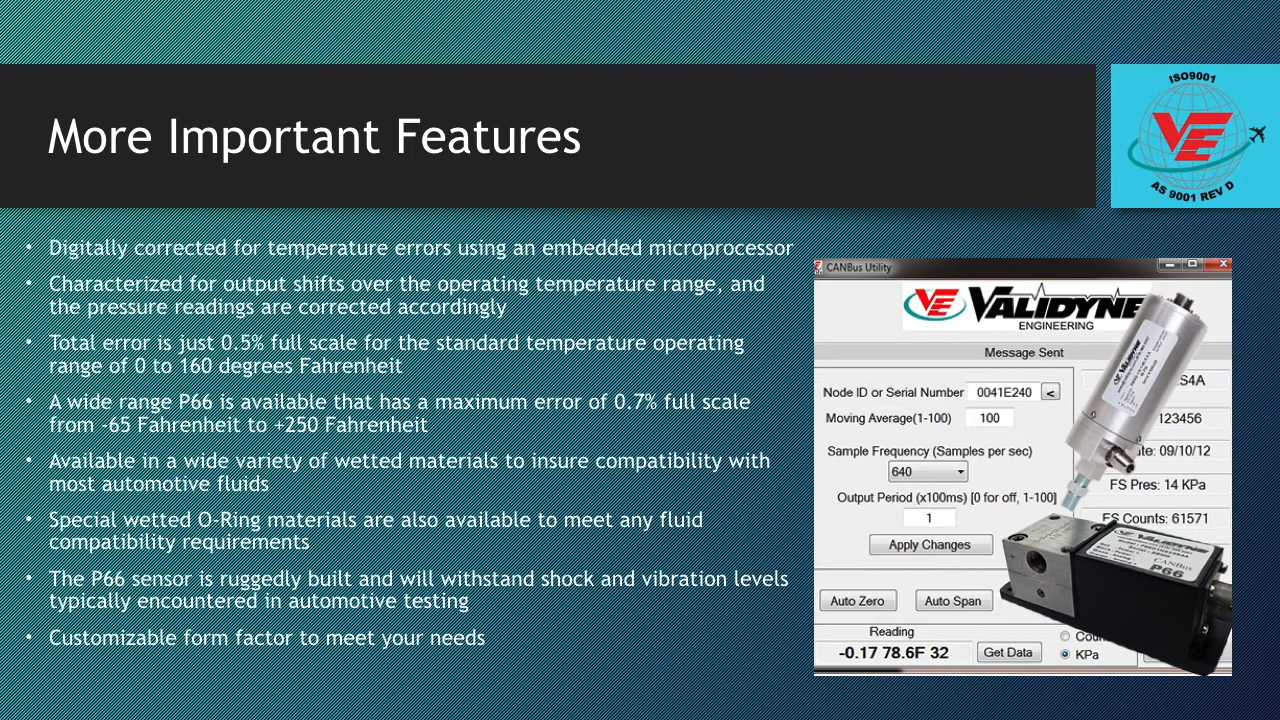 More Important Features
ISO9001
VE
AS 9001 REV D
• Digitally corrected for temperature errors using an embedded microprocessor
• Characterized for output shifts over the operating temperature range, and
the pressure readings are corrected accordingly
• Total error is just 0.5% full scale for the standard temperature operating
range of 0 to 160 degrees Fahrenheit
• A wide range P66 is available that has a maximum error of 0.7% full scale
from -65 Fahrenheit to +250 Fahrenheit
• Available in a wide variety of wetted materials to insure compatibility with
most automotive fluids
• Special wetted O-Ring materials are also available to meet any fluid
compatibility requirements
• The P66 sensor is ruggedly built and will withstand shock and vibration levels
typically encountered in automotive testing
• Customizable form factor to meet your needs
CANBus Utility
VE VALIDYNE
ENGINEERING
Message Sent
Node ID or Serial Number 0041E240 <
S4A
Moving Average(1-100) 100
123456
Sample Frequency (Samples per sec)
ate: 09/10/12
640
FS Pres: 14 KPa
Output Period (x100ms) [0 for off, 1-100]
1
FS Counts: 61571
Apply Changes
VALIDYNE
CANBus
P66
Auto Zero Auto Span
Reading
-0.17 78.6F 32 Get Data
Coun
KPa